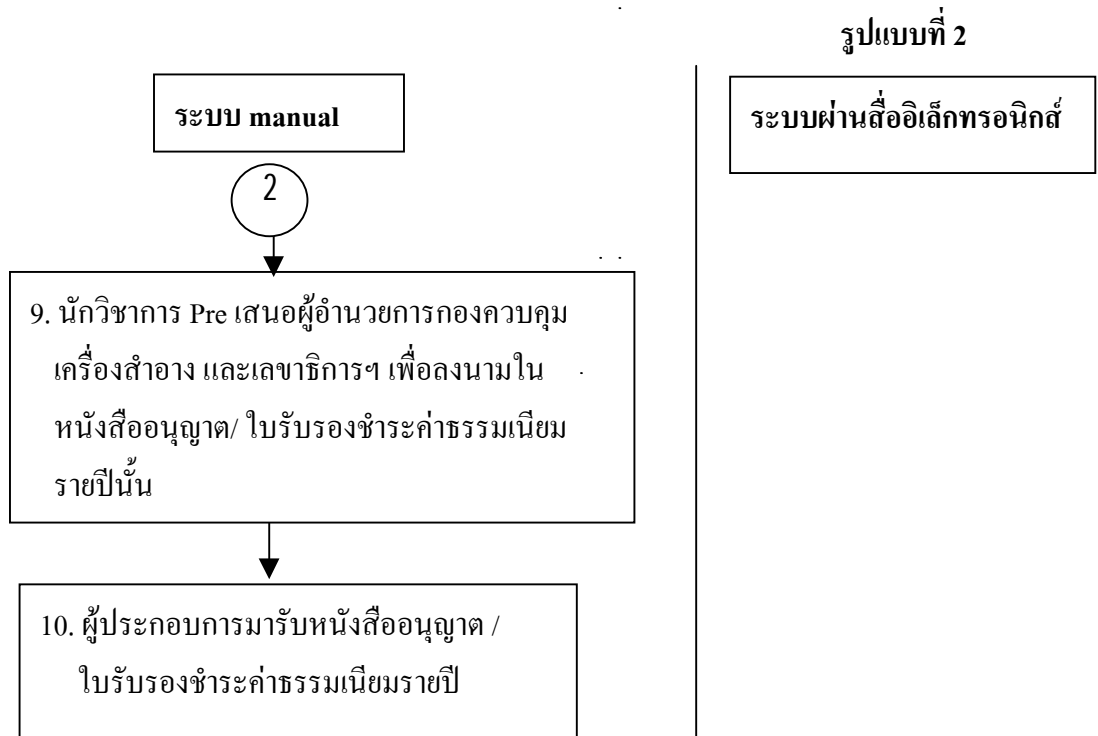 รูปแบบที่ 2
ระบบ manual
ระบบผ่านสื่ออิเล็กทรอนิกส์
2
9. นักวิชาการ Pre เสนอผู้อำนวยการกองควบคุม
เครื่องสำอาง และเลขาธิการฯ เพื่อลงนามใน
หนังสืออนุญาต/ ใบรับรองชำระค่าธรรมเนียม
รายปีนั้น
10. ผู้ประกอบการมารับหนังสืออนุญาต /
ใบรับรองชำระค่าธรรมเนียมรายปี